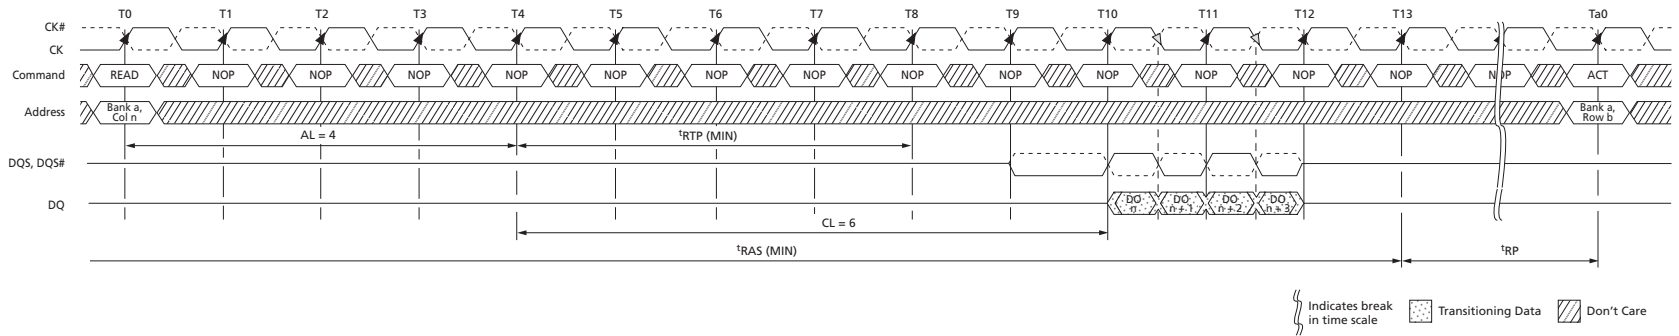 T0 T1 T2 T3 T4 T5 T6 T7 T8 T9 T10 T11 T12 T13 Ta0
CK#
CK
Command READ NOP NOP NOP NOP NOP NOP NOP NOP NOP NOP NOP NOP NOP NOP ACT
Address Bank a, Col n Bank a, Row b
AL = 4 tRTP (MIN)
DQS, DQS#
DQ DO n DO n + 1 DO n + 2 DO n + 3
CL = 6
tRAS (MIN) tRP
Indicates break
in time scale
Transitioning Data
Don't Care